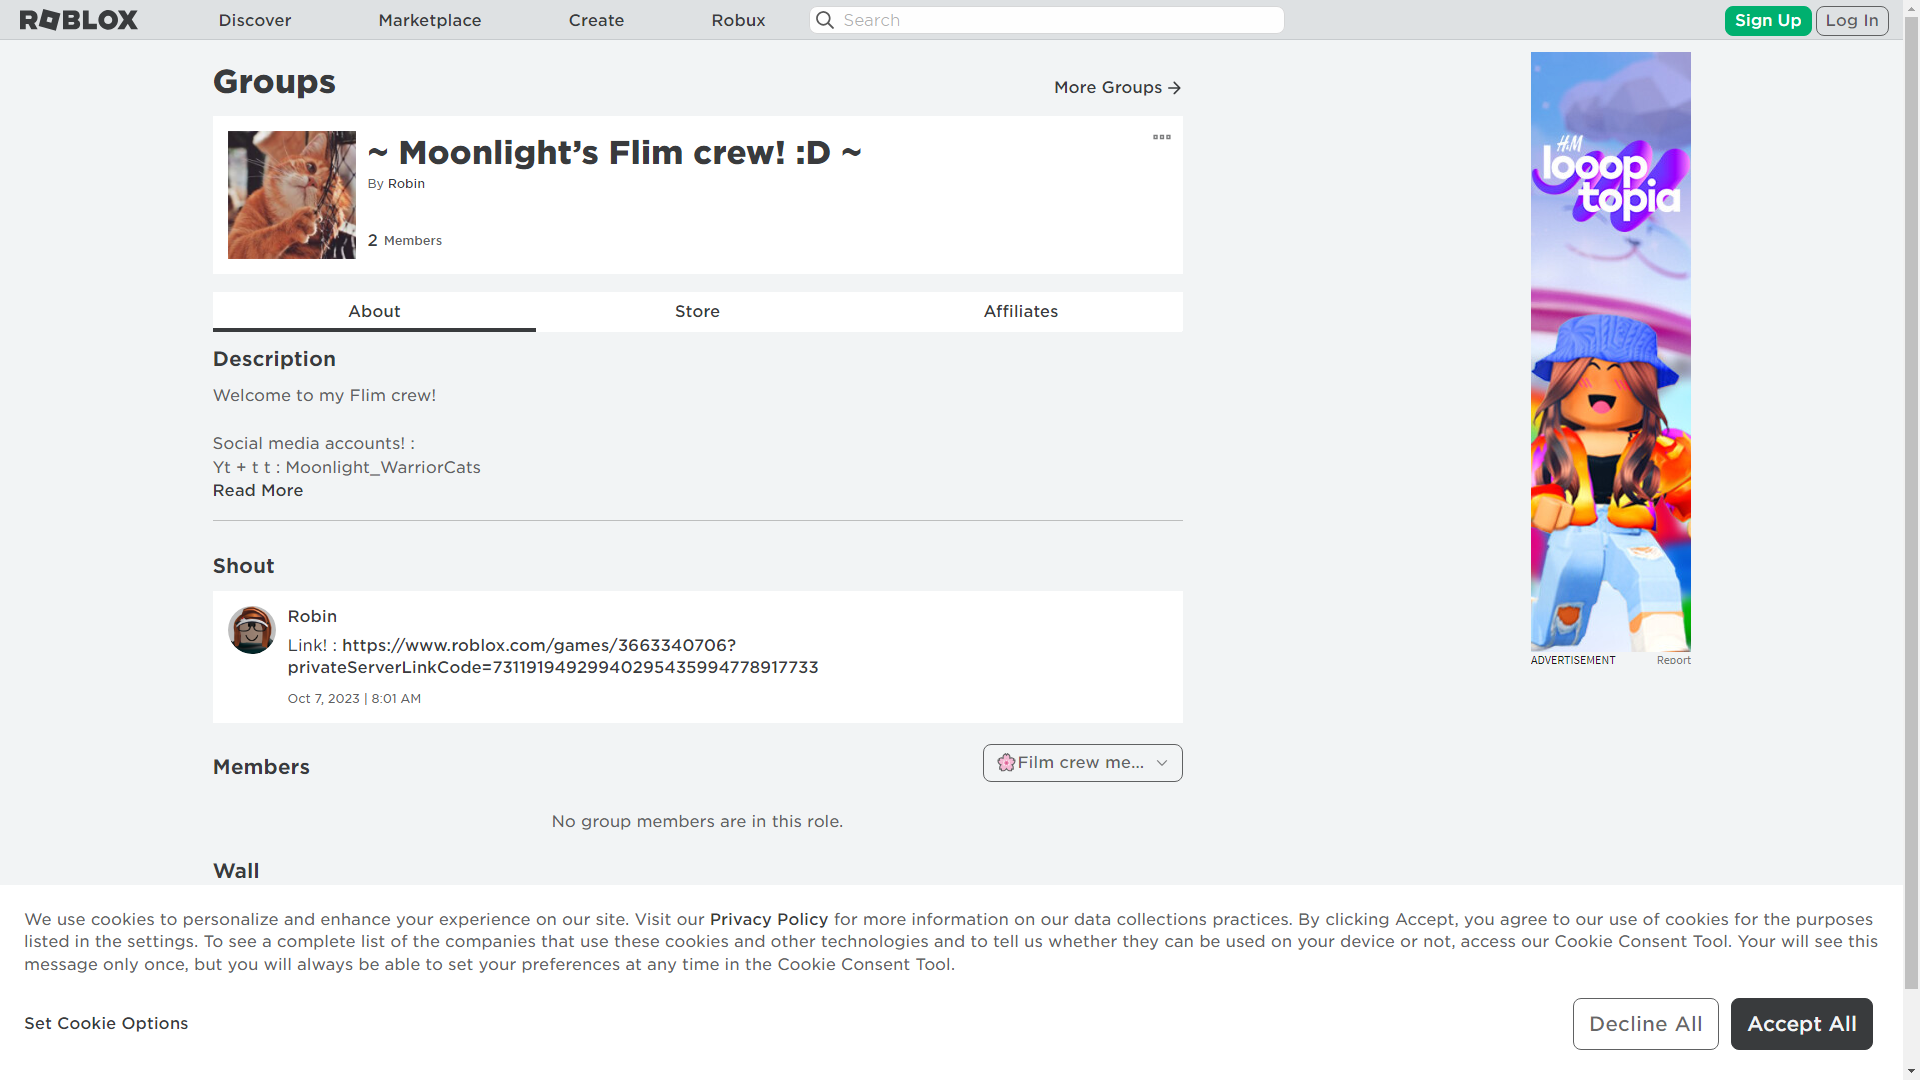 ROBLOX
Discover
Marketplace
Create
Robux
Search
Sign Up
Log In
Groups
More Groups →
~ Moonlight’s Flim crew! :D ~
By Robin
2 Members
About
Store
Affiliates
Description
Welcome to my Flim crew!
Social media accounts! :
Yt + t t : Moonlight_WarriorCats
Read More
Shout
Robin
Link! : https://www.roblox.com/games/3663340706?
privateServerLinkCode=73119194929940295435994778917733
Oct 7, 2023 | 8:01 AM
Members
🌸Film crew me...
No group members are in this role.
Wall
H&M
looop
topia
ADVERTISEMENT
Report
We use cookies to personalize and enhance your experience on our site. Visit our Privacy Policy for more information on our data collections practices. By clicking Accept, you agree to our use of cookies for the purposes
listed in the settings. To see a complete list of the companies that use these cookies and other technologies and to tell us whether they can be used on your device or not, access our Cookie Consent Tool. Your will see this
message only once, but you will always be able to set your preferences at any time in the Cookie Consent Tool.
Set Cookie Options
Decline All
Accept All